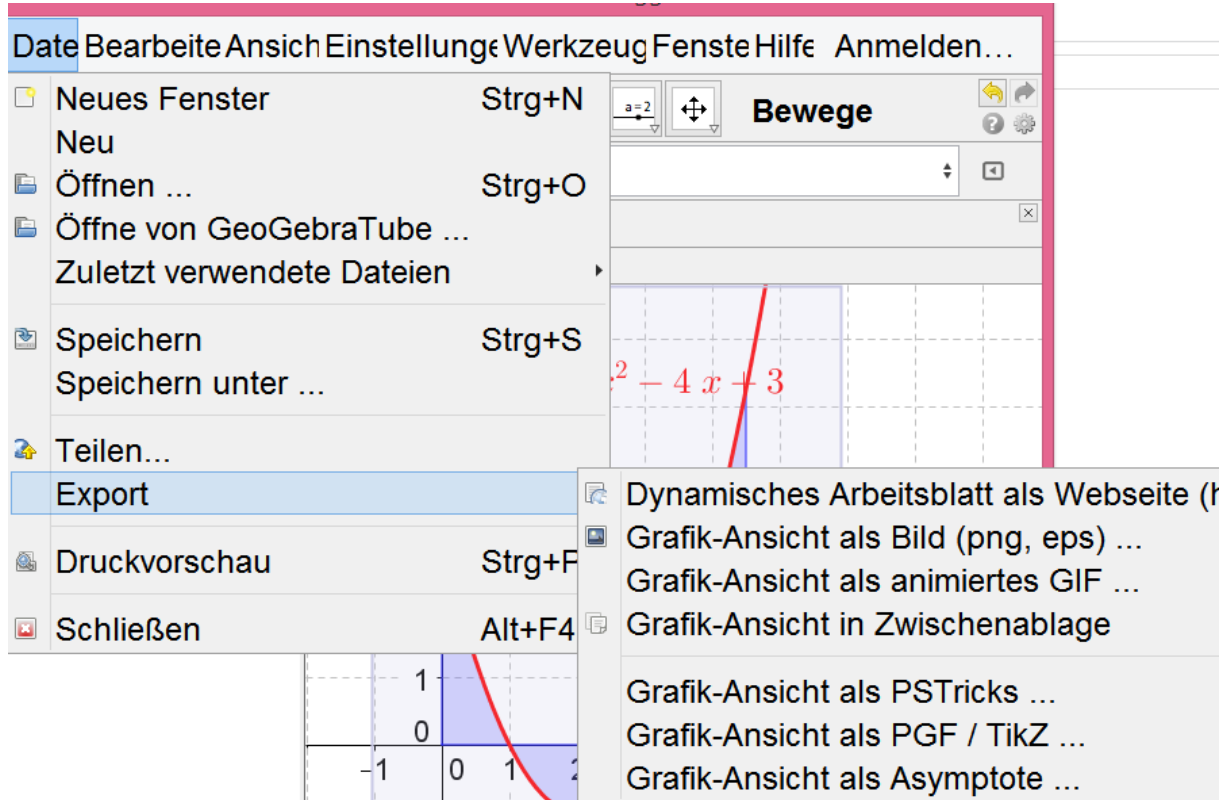 Date Bearbeite Ansich Einstellunge Werkzeug Fenste Hilfe Anmelden...
Neues Fenster Strg+N
a=2
Bewege
Neu
Öffnen ... Strg+O
Öffne von GeoGebraTube ...
Zuletzt verwendete Dateien
Speichern Strg+S
Speichern unter ...
² − 4 x + 3
Teilen...
Export
Dynamisches Arbeitsblatt als Webseite (h
Grafik-Ansicht als Bild (png, eps) ...
Druckvorschau Strg+P
Grafik-Ansicht als animiertes GIF ...
Schließen Alt+F4
Grafik-Ansicht in Zwischenablage
Grafik-Ansicht als PSTricks ...
Grafik-Ansicht als PGF / TikZ ...
Grafik-Ansicht als Asymptote ...
1
0
-1 0 1 2